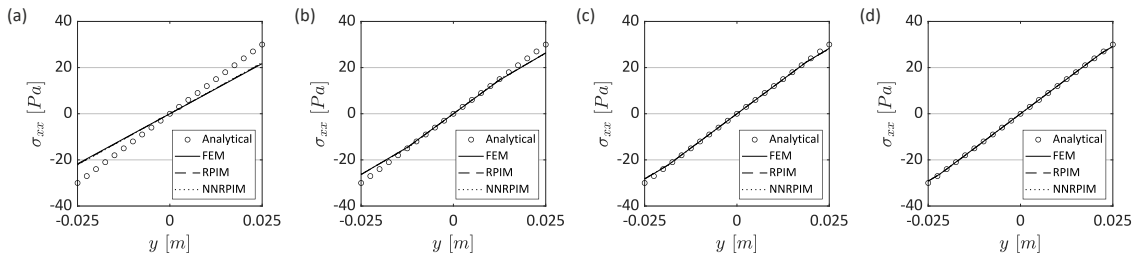 (a)
40
20
0
-20
-40
σxx [Pa]
-0.025 0 0.025
y [m]
Analytical
FEM
RPIM
NNRPIM
(b)
40
20
0
-20
-40
σxx [Pa]
-0.025 0 0.025
y [m]
Analytical
FEM
RPIM
NNRPIM
(c)
40
20
0
-20
-40
σxx [Pa]
-0.025 0 0.025
y [m]
Analytical
FEM
RPIM
NNRPIM
(d)
40
20
0
-20
-40
σxx [Pa]
-0.025 0 0.025
y [m]
Analytical
FEM
RPIM
NNRPIM